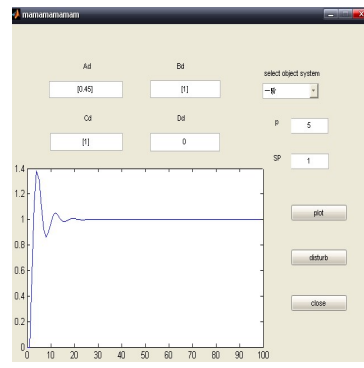 mamamamamam
Ad Bd
select object system
[0.45] [1] 一般
Cd Dd
p 5
[1] 0
SP 1
1.4
1.2
1
0.8
0.6
0.4
0.2
0
0 10 20 30 40 50 60 70 80 90 100
plot
disturb
close